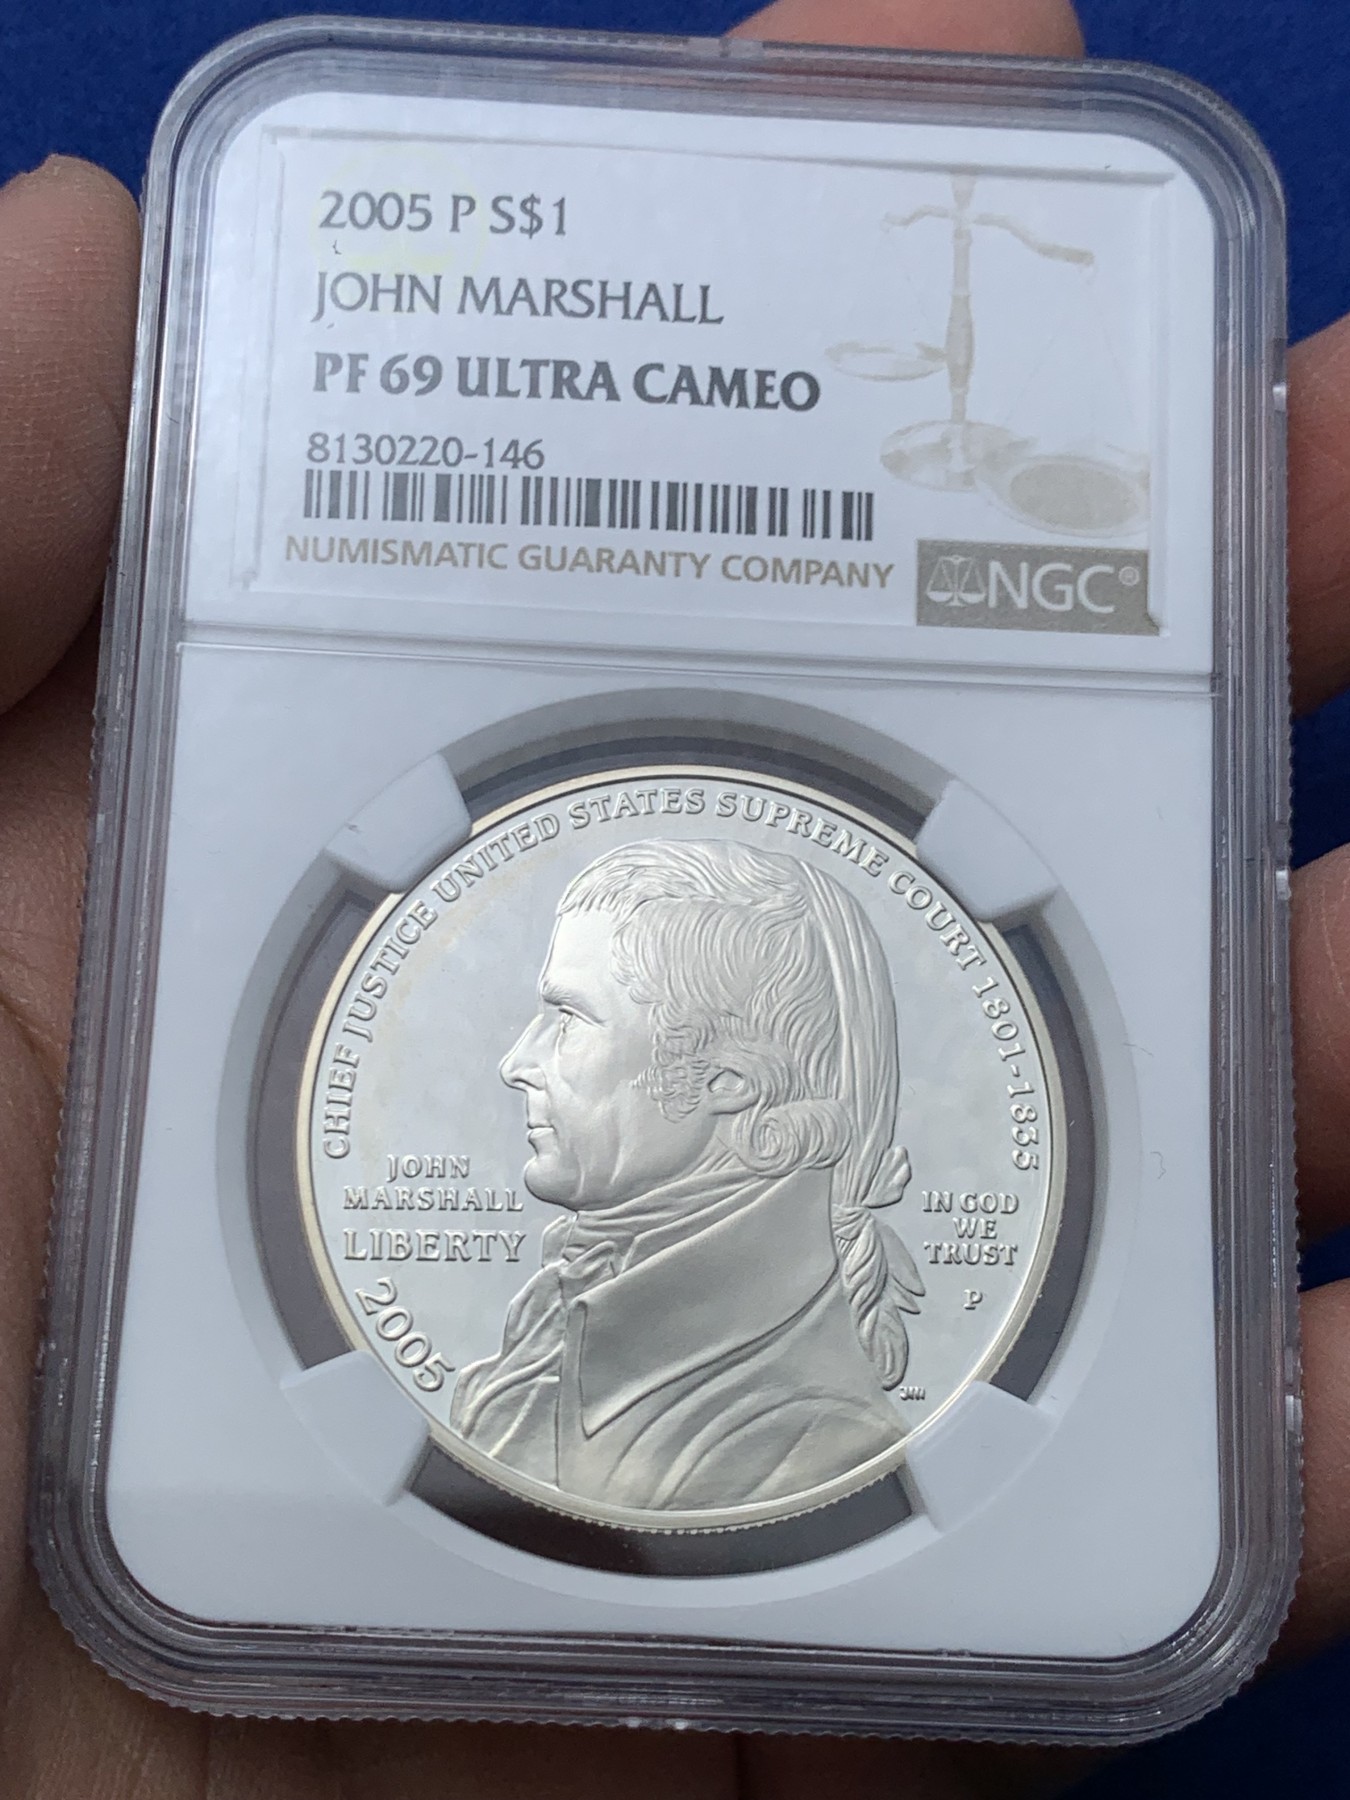 2005 P S$1
JOHN MARSHALL
PF 69 ULTRA CAMEO
8130220-146
NUMISMATIC GUARANTY COMPANY
NGC®
CHIEF JUSTICE UNITED STATES SUPREME COURT 1801-1835
JOHN
MARSHALL
LIBERTY
2005
IN GOD
WE
TRUST
P
JM